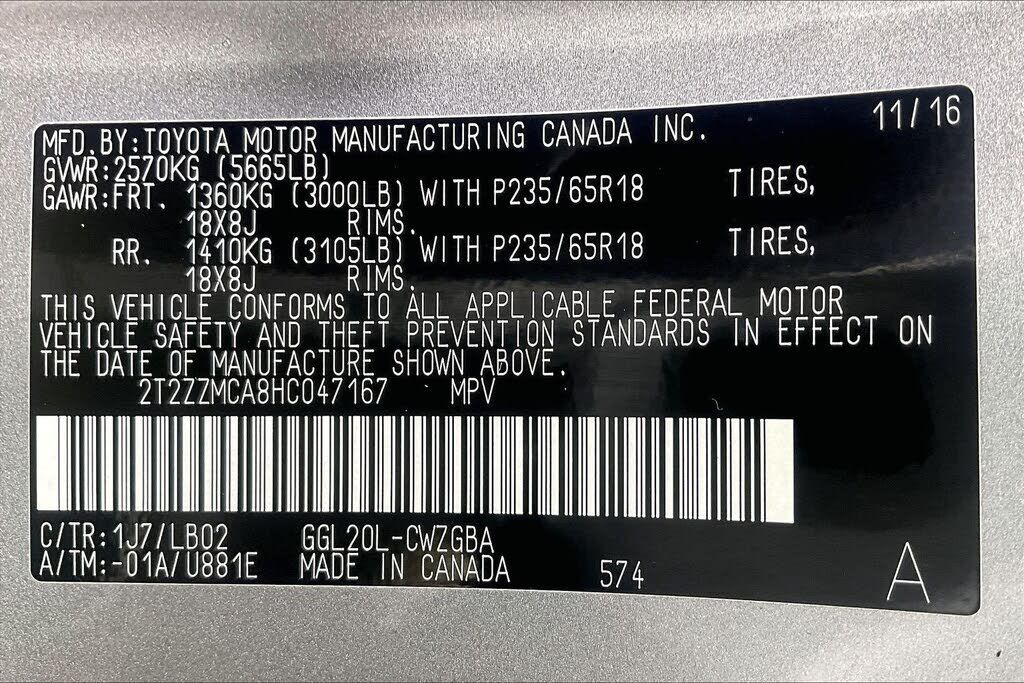 11/16
MFD.BY:TOYOTA MOTOR MANUFACTURING CANADA INC.
GVWR:2570KG (5665LB)
GAWR:FRT. 1360KG (3000LB) WITH P235/65R18 TIRES,
18X8J RIMS.
RR. 1410KG (3105LB) WITH P235/65R18 TIRES,
18X8J RIMS.
THIS VEHICLE CONFORMS TO ALL APPLICABLE FEDERAL MOTOR
VEHICLE SAFETY AND THEFT PREVENTION STANDARDS IN EFFECT ON
THE DATE OF MANUFACTURE SHOWN ABOVE.
2T2ZZMCA8HC047167 MPV
C/TR:1J7/LB02 GGL20L-CWZGBA
A/TM:-01A/U881E MADE IN CANADA 574
A